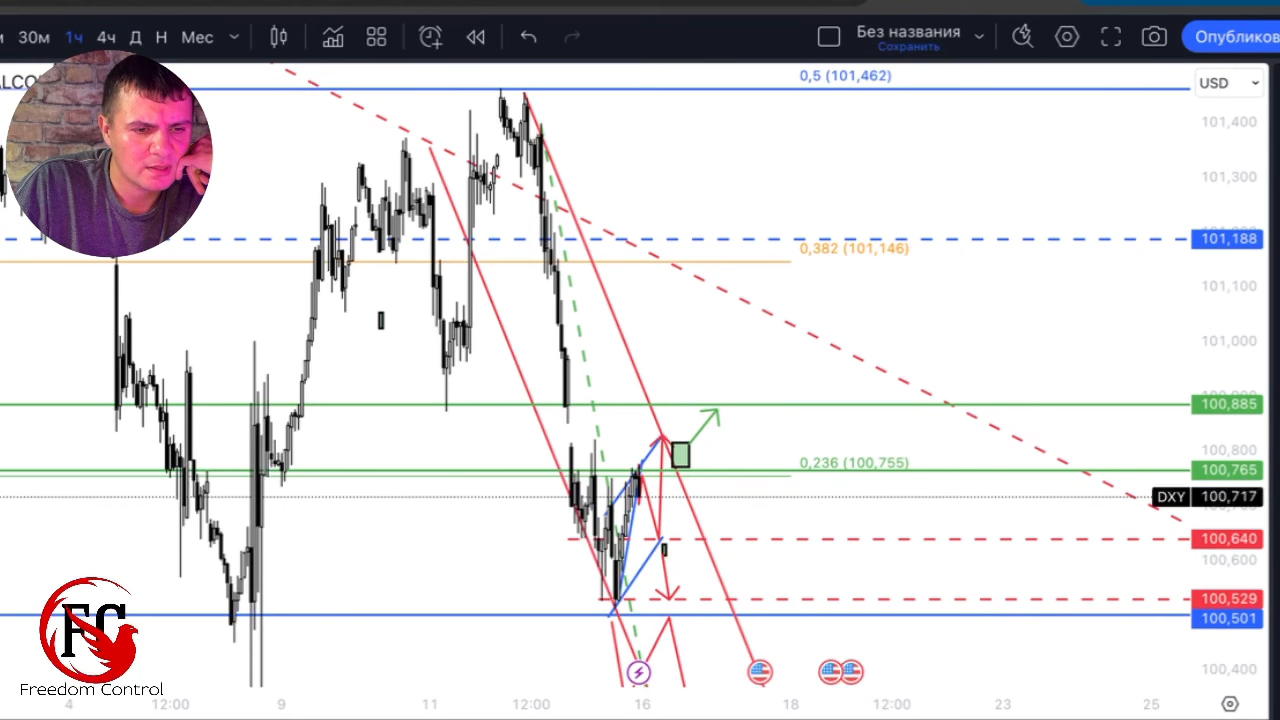 30м 1ч 4ч Д Н Мес
Без названия
Сохранить
0,5 (101,462)
USD
101,400
101,300
101,188
0,382 (101,146)
101,100
101,000
100,885
100,800
0,236 (100,755)
100,765
DXY 100,717
100,640
100,600
100,529
100,501
100,400
FC
Freedom Control
4 12:00 9 11 12:00 16 18 12:00 23 25